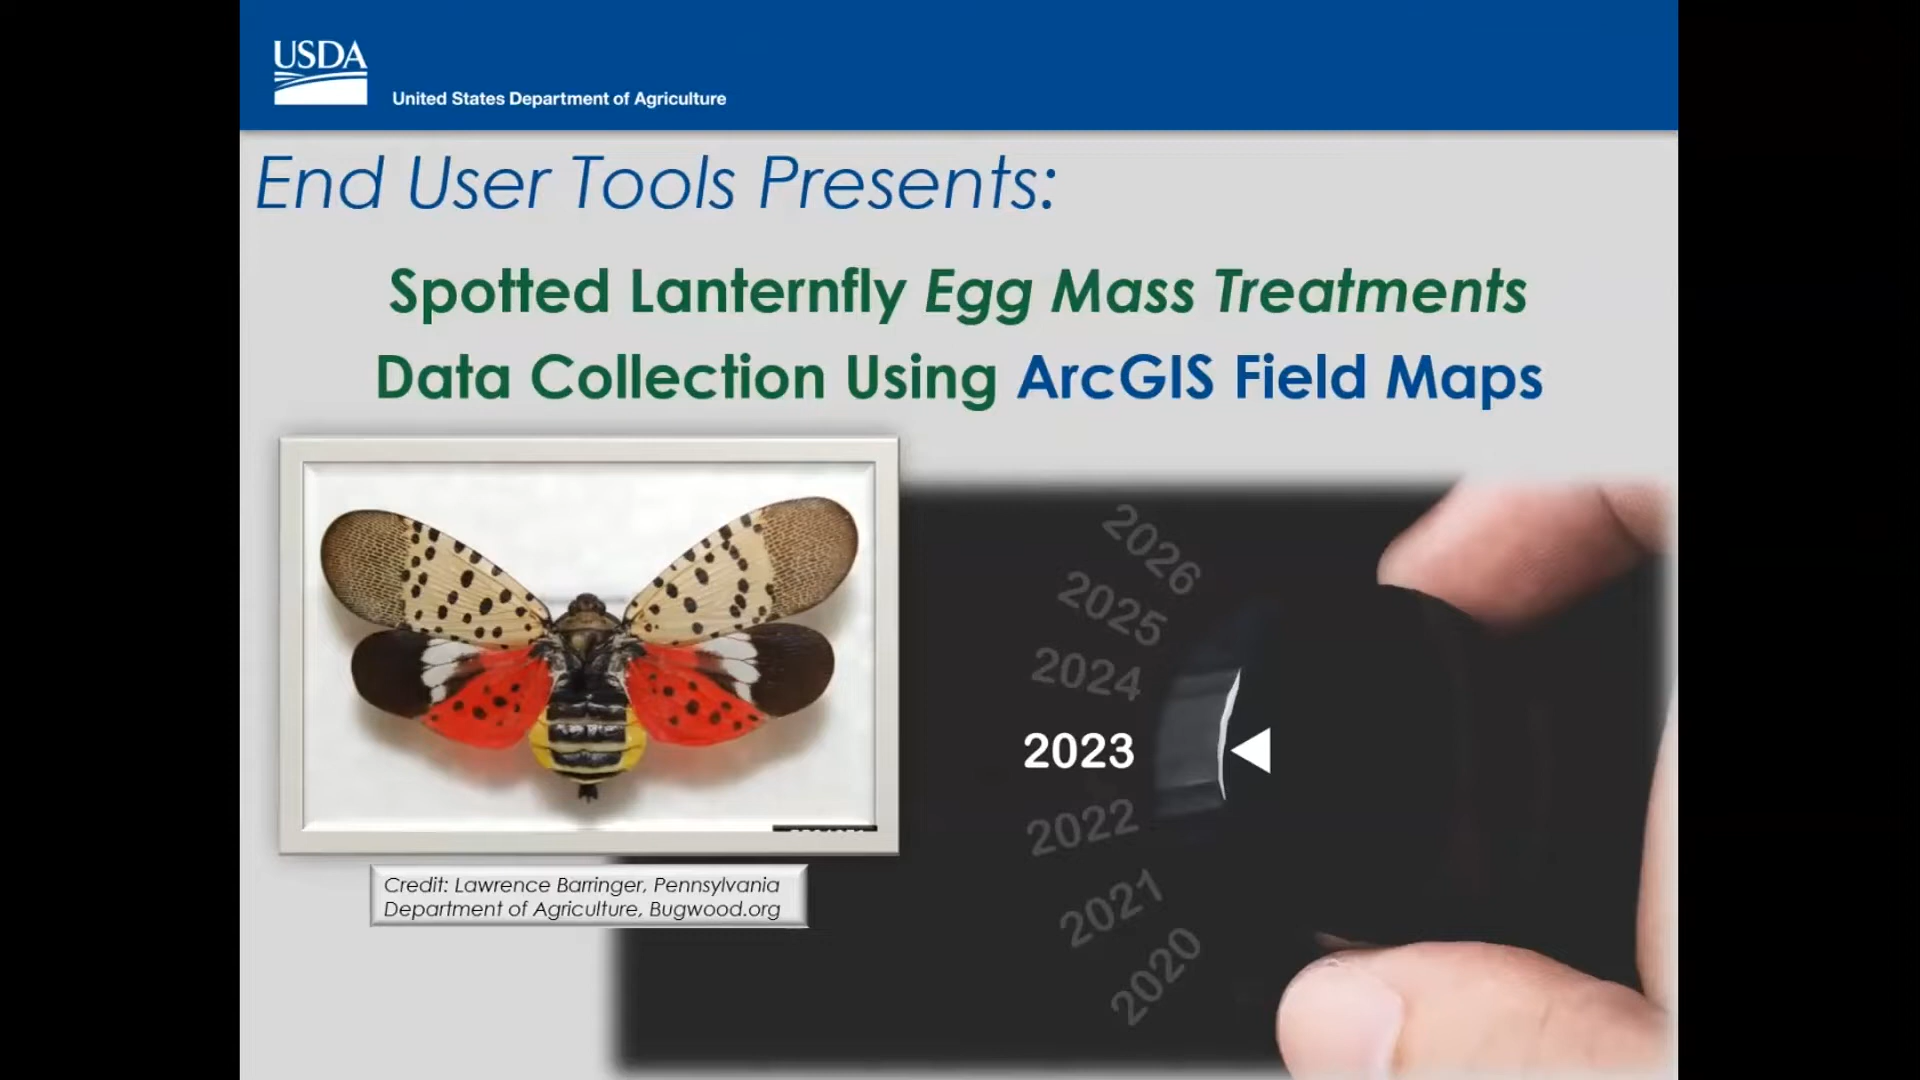 USDA
United States Department of Agriculture
End User Tools Presents:
Spotted Lanternfly Egg Mass Treatments
Data Collection Using ArcGIS Field Maps
2026
2025
2024
2023
2022
2021
2020
Credit: Lawrence Barringer, Pennsylvania
Department of Agriculture, Bugwood.org